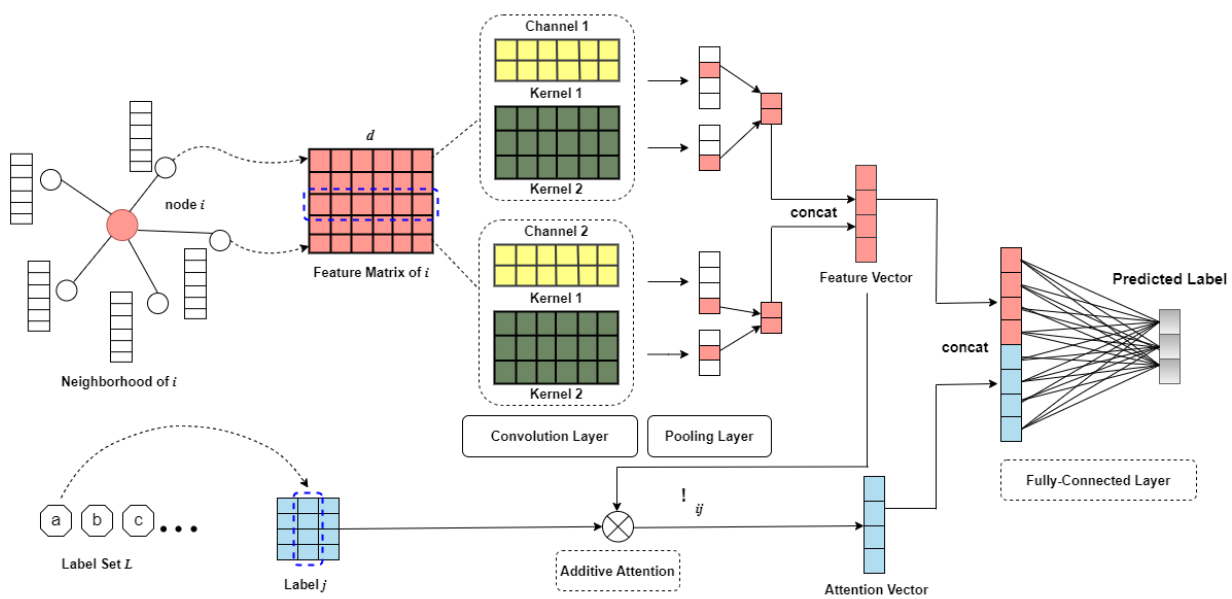 Channel 1
Kernel 1
Kernel 2
d
node i
Feature Matrix of i
Neighborhood of i
Channel 2
Kernel 1
Kernel 2
concat
Feature Vector
Predicted Label
concat
Convolution Layer
Pooling Layer
Fully-Connected Layer
a
b
c
...
Label Set L
Label j
! ij
Additive Attention
Attention Vector